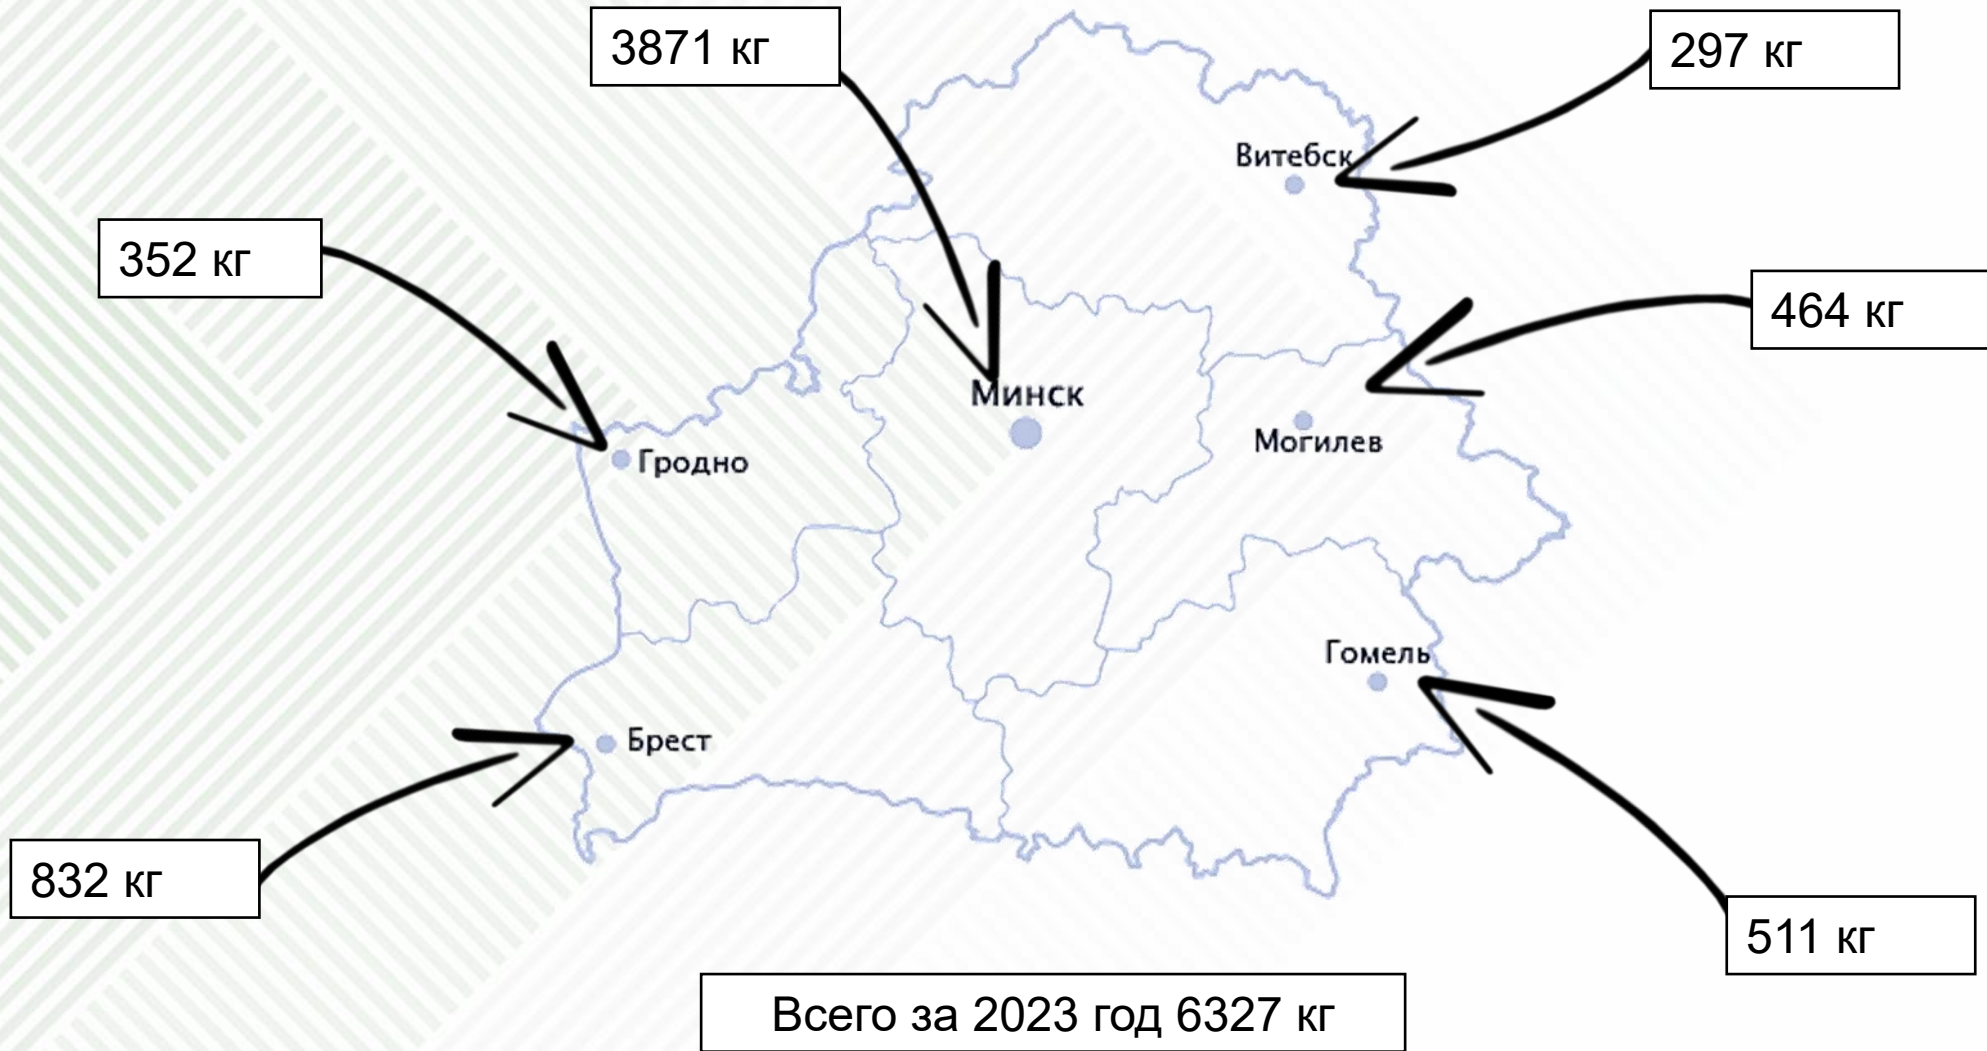 3871 кг
297 кг
Витебск
352 кг
464 кг
Минск
Могилев
Гродно
Гомель
Брест
832 кг
511 кг
Всего за 2023 год 6327 кг